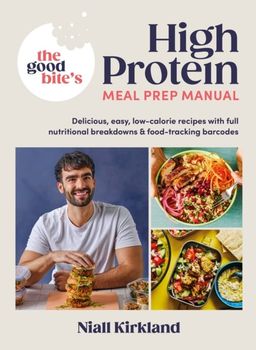 the
good
bite's
High
Protein
MEAL PREP MANUAL
Delicious, easy, low-calorie recipes with full
nutritional breakdowns & food-tracking barcodes
Niall Kirkland